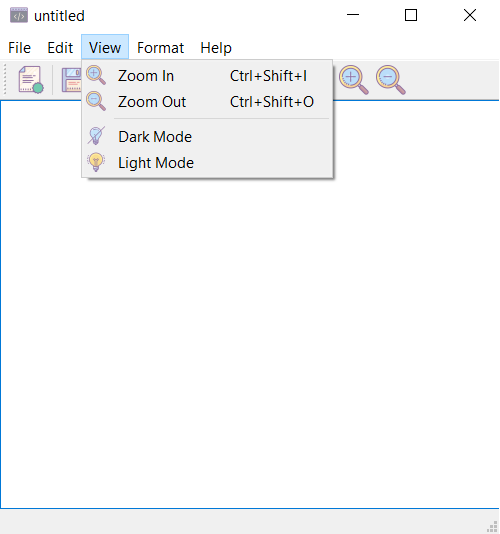 untitled
File Edit View Format Help
Zoom In Ctrl+Shift+I
Zoom Out Ctrl+Shift+O
Dark Mode
Light Mode